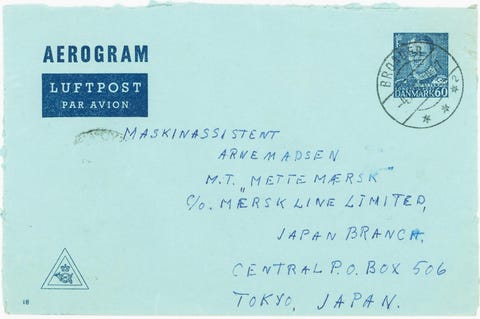 AEROGRAM
LUFTPOST
PAR AVION
DANMARK 60
MASKINASSISTENT
ARNE MADSEN
M.T. "METTE MÆRSK"
C/O. MÆRSK LINE LIMITED,
JAPAN BRANCH.
CENTRAL P.O. BOX 506
TOKYO, JAPAN.
18